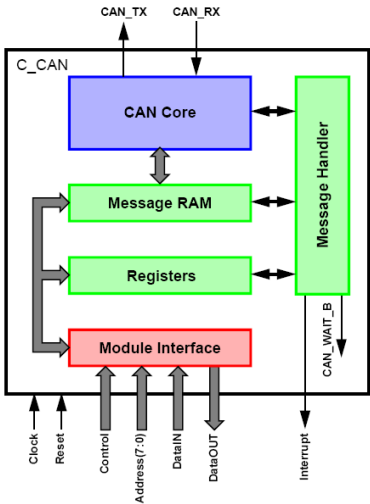 CAN_TX
CAN_RX
C_CAN
CAN Core
Message Handler
Message RAM
Registers
Module Interface
CAN_WAIT_B
Clock
Reset
Control
Address(7:0)
DataIN
DataOUT
Interrupt